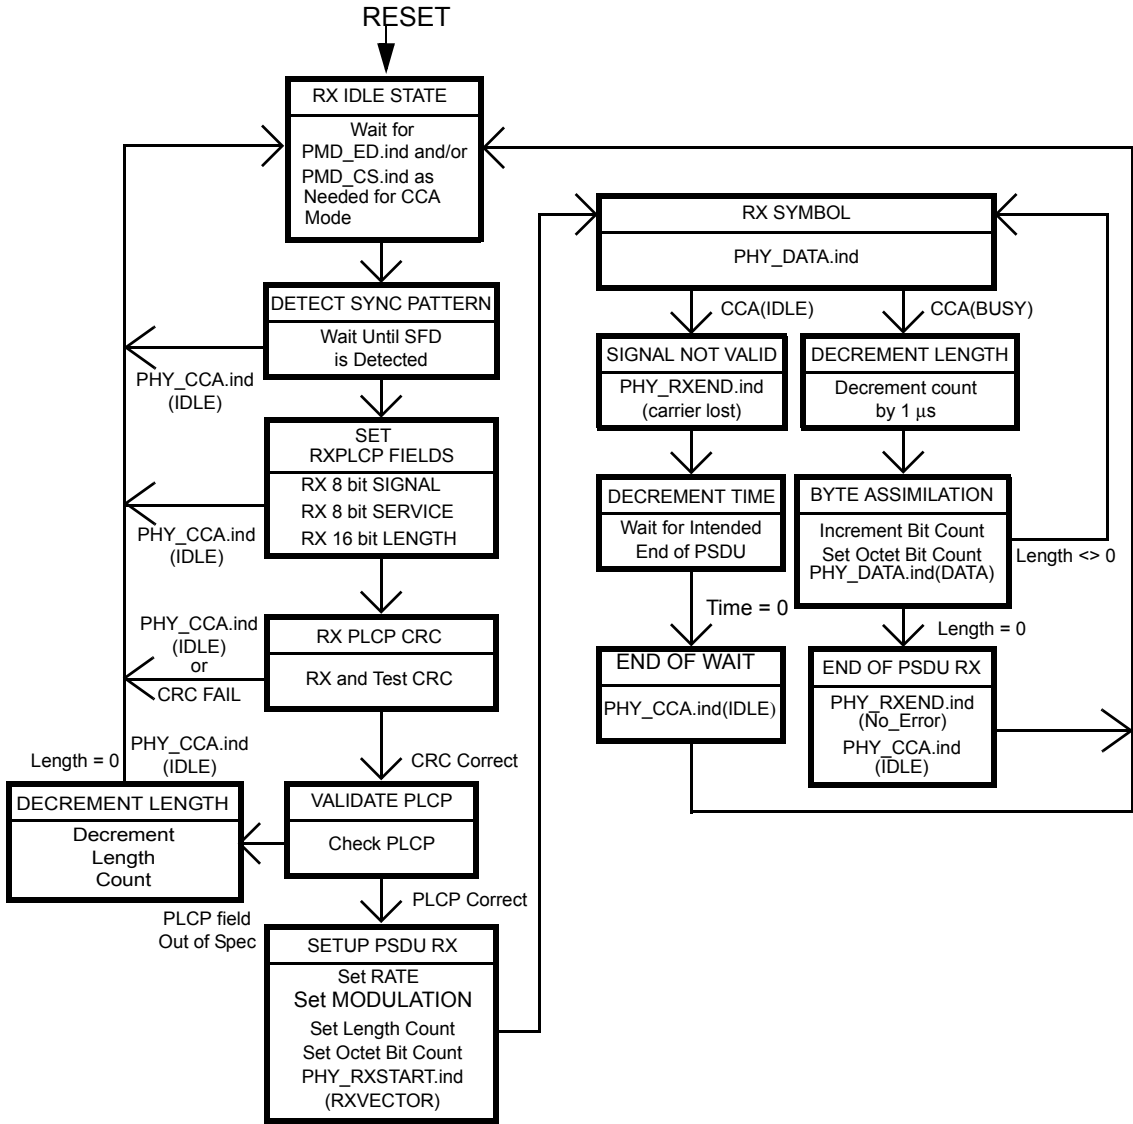 RESET
RX IDLE STATE
Wait for
PMD_ED.ind and/or
PMD_CS.ind as
Needed for CCA
Mode
DETECT SYNC PATTERN
Wait Until SFD
is Detected
PHY_CCA.ind
(IDLE)
SET
RXPLCP FIELDS
RX 8 bit SIGNAL
RX 8 bit SERVICE
RX 16 bit LENGTH
PHY_CCA.ind
(IDLE)
RX PLCP CRC
RX and Test CRC
PHY_CCA.ind
(IDLE)
or
CRC FAIL
CRC Correct
VALIDATE PLCP
Check PLCP
Length = 0
PHY_CCA.ind
(IDLE)
DECREMENT LENGTH
Decrement
Length
Count
PLCP field
Out of Spec
PLCP Correct
SETUP PSDU RX
Set RATE
Set MODULATION
Set Length Count
Set Octet Bit Count
PHY_RXSTART.ind
(RXVECTOR)
RX SYMBOL
PHY_DATA.ind
CCA(IDLE)
CCA(BUSY)
SIGNAL NOT VALID
PHY_RXEND.ind
(carrier lost)
DECREMENT TIME
Wait for Intended
End of PSDU
Time = 0
END OF WAIT
PHY_CCA.ind(IDLE)
DECREMENT LENGTH
Decrement count
by 1 μs
BYTE ASSIMILATION
Increment Bit Count
Set Octet Bit Count
PHY_DATA.ind(DATA)
Length <> 0
Length = 0
END OF PSDU RX
PHY_RXEND.ind
(No_Error)
PHY_CCA.ind
(IDLE)